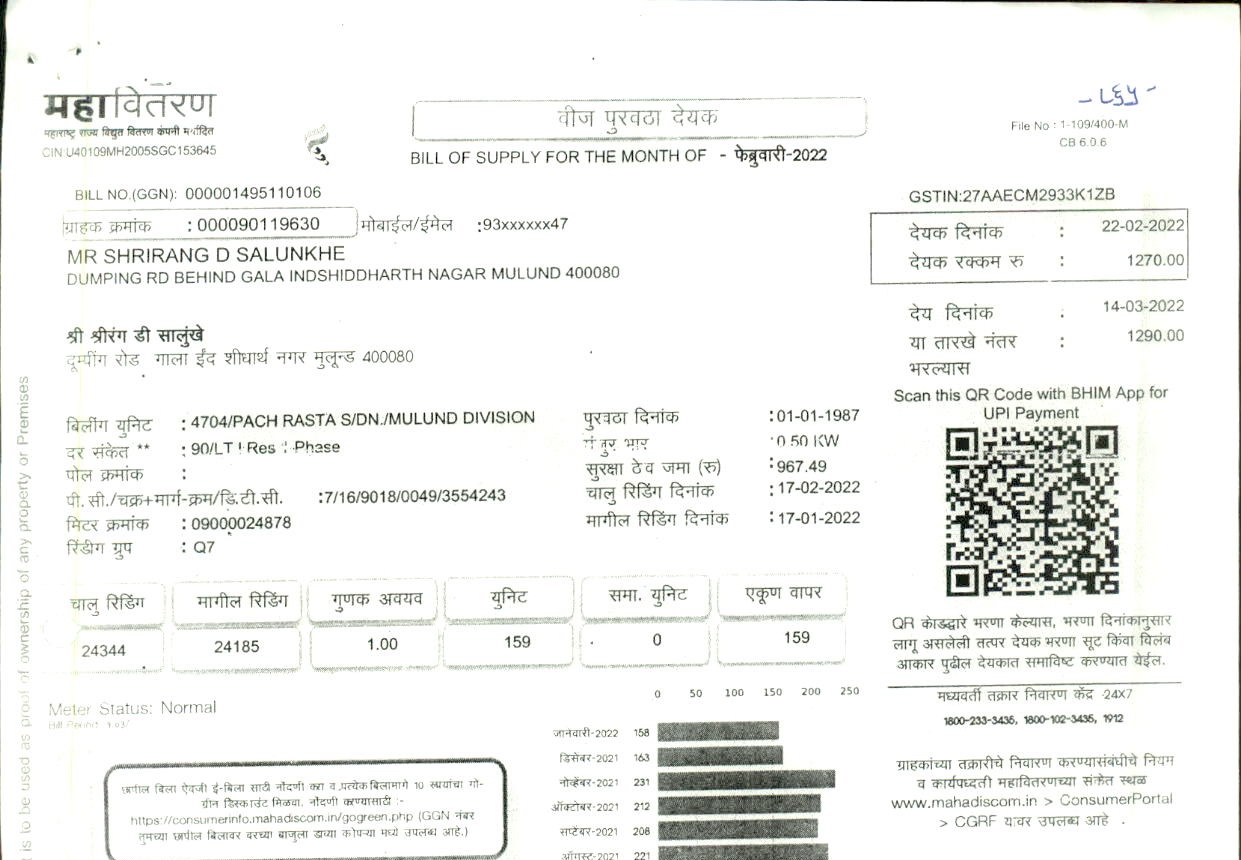 महावितरण
महाराष्ट्र राज्य विद्युत वितरण कंपनी मर्यादित
CIN:U40109MH2005SGC153645
वीज पुरवठा देयक
BILL OF SUPPLY FOR THE MONTH OF - फेब्रुवारी-2022
File No : 1-109/400-M
CB 6.0.6
BILL NO.(GGN): 000001495110106
GSTIN:27AAECM2933K1ZB
ग्राहक क्रमांक : 000090119630 मोबाईल/ईमेल :93xxxxxx47
देयक दिनांक : 22-02-2022
देयक रक्कम रु : 1270.00
MR SHRIRANG D SALUNKHE
DUMPING RD BEHIND GALA INDSHIDDHARTH NAGAR MULUND 400080
देय दिनांक : 14-03-2022
या तारखे नंतर : 1290.00
भरल्यास
श्री श्रीरंग डी सालुंखे
दूम्पींग रोड गाला ईंद शीधार्थ नगर मुलून्ड 400080
Scan this QR Code with BHIM App for
UPI Payment
बिलींग युनिट : 4704/PACH RASTA S/DN./MULUND DIVISION
दर संकेत ** : 90/LT I Res 1-Phase
पोल क्रमांक :
पी.सी./चक्र+मार्ग-क्रम/डि.टी.सी. :7/16/9018/0049/3554243
मिटर क्रमांक : 09000024878
रिडींग ग्रुप : Q7
पुरवठा दिनांक :01-01-1987
मंजुर भार :0.50 KW
सुरक्षा ठेव जमा (रु) :967.49
चालु रिडिंग दिनांक :17-02-2022
मागील रिडिंग दिनांक :17-01-2022
चालु रिडिंग मागील रिडिंग गुणक अवयव युनिट समा. युनिट एकूण वापर
24344 24185 1.00 159 0 159
QR कोडद्वारे भरणा केल्यास, भरणा दिनांकानुसार
लागू असलेली तत्पर देयक भरणा सूट किंवा विलंब
आकार पुढील देयकात समाविष्ट करण्यात येईल.
मध्यवर्ती तक्रार निवारण केंद्र 24X7
1800-233-3435, 1800-102-3435, 1912
ग्राहकांच्या तक्रारीचे निवारण करण्यासंबंधीचे नियम
व कार्यपध्दती महावितरणच्या संकेत स्थळ
www.mahadiscom.in > ConsumerPortal
> CGRF यावर उपलब्ध आहे .
Meter Status: Normal
छापील बिला ऐवजी ई-बिला साठी नोंदणी करा व प्रत्येक बिलामागे 10 रुपयांचा गो-
ग्रीन डिस्काउंट मिळवा. नोंदणी करण्यासाठी :-
https://consumerinfo.mahadiscom.in/gogreen.php (GGN नंबर
तुमच्या छापील बिलावर वरच्या बाजुला डाव्या कोपऱ्या मध्ये उपलब्ध आहे.)
0 50 100 150 200 250
जानेवारी-2022 158
डिसेंबर-2021 163
नोव्हेंबर-2021 231
ऑक्टोबर-2021 212
सप्टेंबर-2021 208
ऑगस्ट-2021 221
t is to be used as proof of ownership of any property or Premises